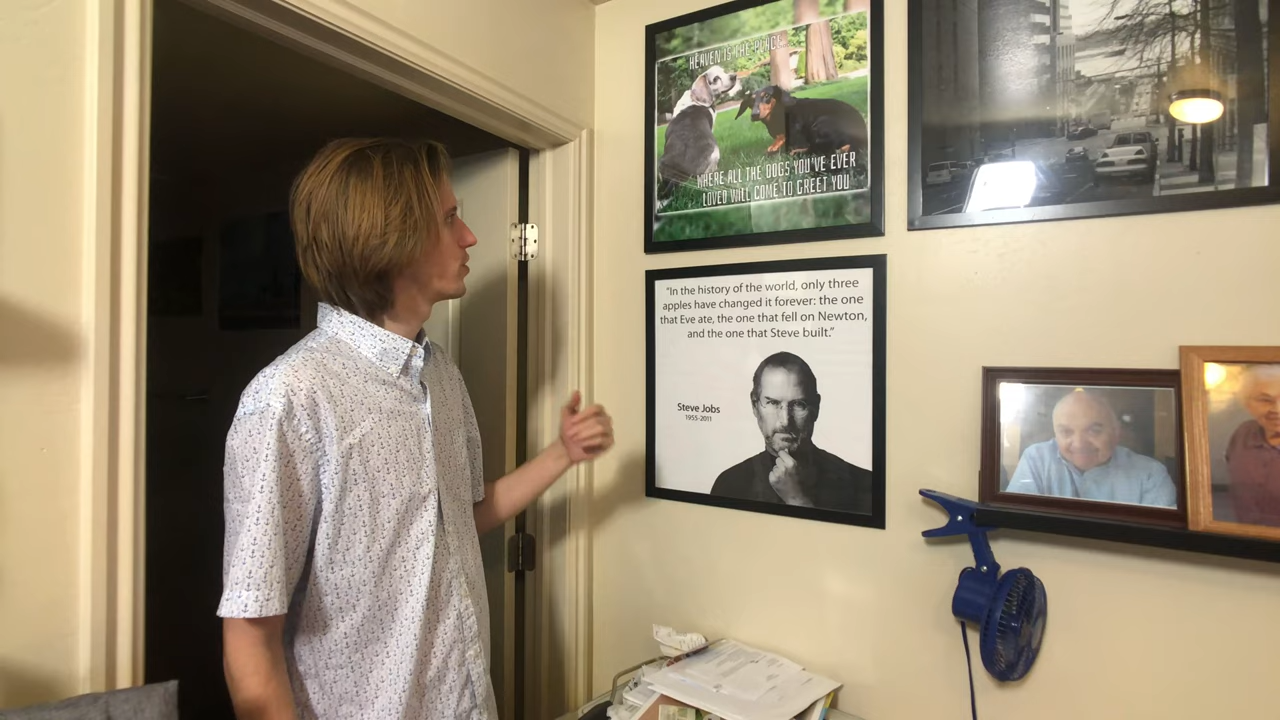 HEAVEN IS THE PLACE
WHERE ALL THE DOGS YOU'VE EVER
LOVED WILL COME TO GREET YOU
"In the history of the world, only three
apples have changed it forever: the one
that Eve ate, the one that fell on Newton,
and the one that Steve built."
Steve Jobs
1955-2011